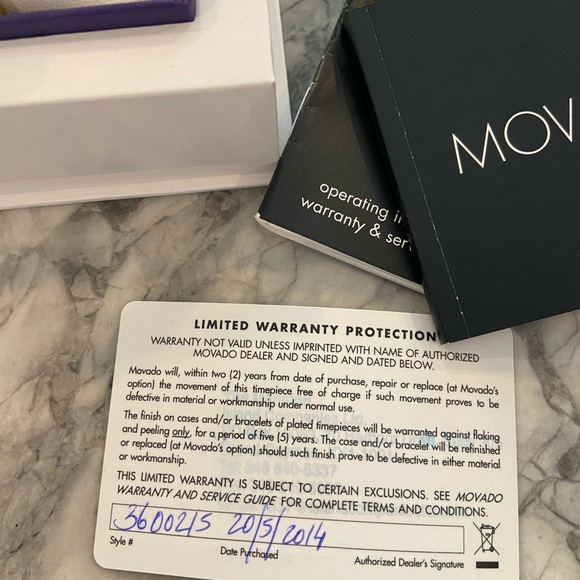 MOV
operating i
warranty & ser
LIMITED WARRANTY PROTECTION
WARRANTY NOT VALID UNLESS IMPRINTED WITH NAME OF AUTHORIZED
MOVADO DEALER AND SIGNED AND DATED BELOW.
Movado will, within two (2) years from date of purchase, repair or replace (at Movado's
option) the movement of this timepiece free of charge if such movement proves to be
defective in material or workmanship under normal use.
The finish on cases and/or bracelets of plated timepieces will be warranted against flaking
and peeling only, for a period of five (5) years. The case and/or bracelet will be refinished
or replaced (at Movado's option) should such finish prove to be defective in either material
or workmanship.
THIS LIMITED WARRANTY IS SUBJECT TO CERTAIN EXCLUSIONS. SEE MOVADO
WARRANTY AND SERVICE GUIDE FOR COMPLETE TERMS AND CONDITIONS.
3600215 20/5/2014
Style # Date Purchased Authorized Dealer's Signature